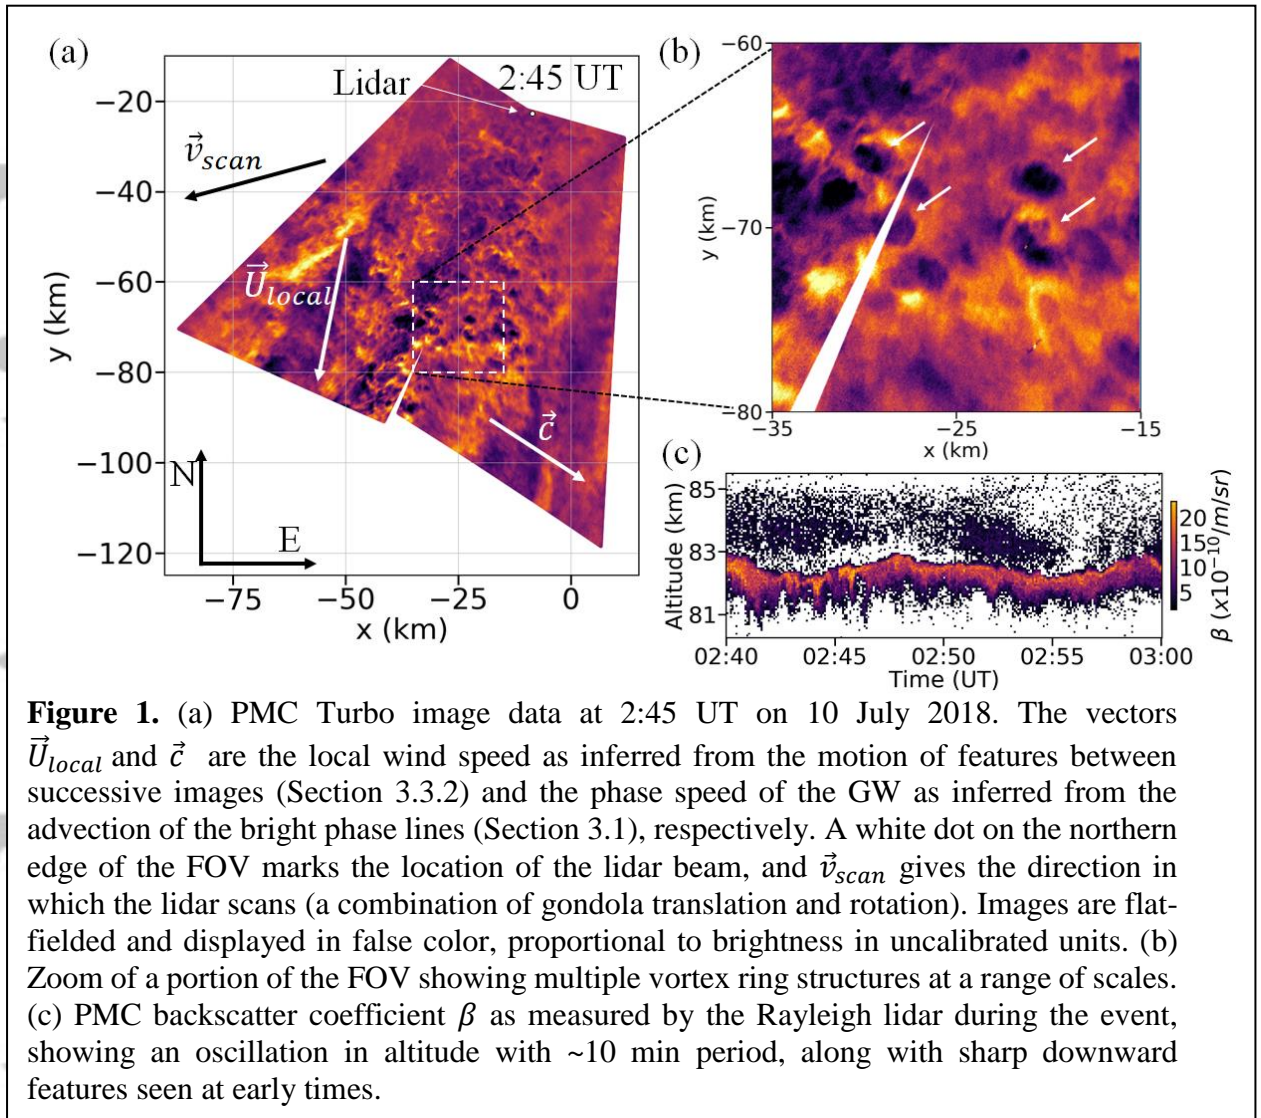 (a)
Lidar
2:45 UT
v⃗scan
U⃗local
c⃗
N
E
−20
−40
−60
−80
−100
−120
y (km)
−75
−50
−25
0
x (km)
(b)
−60
−70
−80
y (km)
−35
−25
−15
x (km)
(c)
85
83
81
Altitude (km)
02:40
02:45
02:50
02:55
03:00
Time (UT)
20
15
10
5
β (x10⁻¹⁰/m/sr)
Figure 1. (a) PMC Turbo image data at 2:45 UT on 10 July 2018. The vectors
U⃗local and c⃗ are the local wind speed as inferred from the motion of features between
successive images (Section 3.3.2) and the phase speed of the GW as inferred from the
advection of the bright phase lines (Section 3.1), respectively. A white dot on the northern
edge of the FOV marks the location of the lidar beam, and v⃗scan gives the direction in
which the lidar scans (a combination of gondola translation and rotation). Images are flat-
fielded and displayed in false color, proportional to brightness in uncalibrated units. (b)
Zoom of a portion of the FOV showing multiple vortex ring structures at a range of scales.
(c) PMC backscatter coefficient β as measured by the Rayleigh lidar during the event,
showing an oscillation in altitude with ~10 min period, along with sharp downward
features seen at early times.